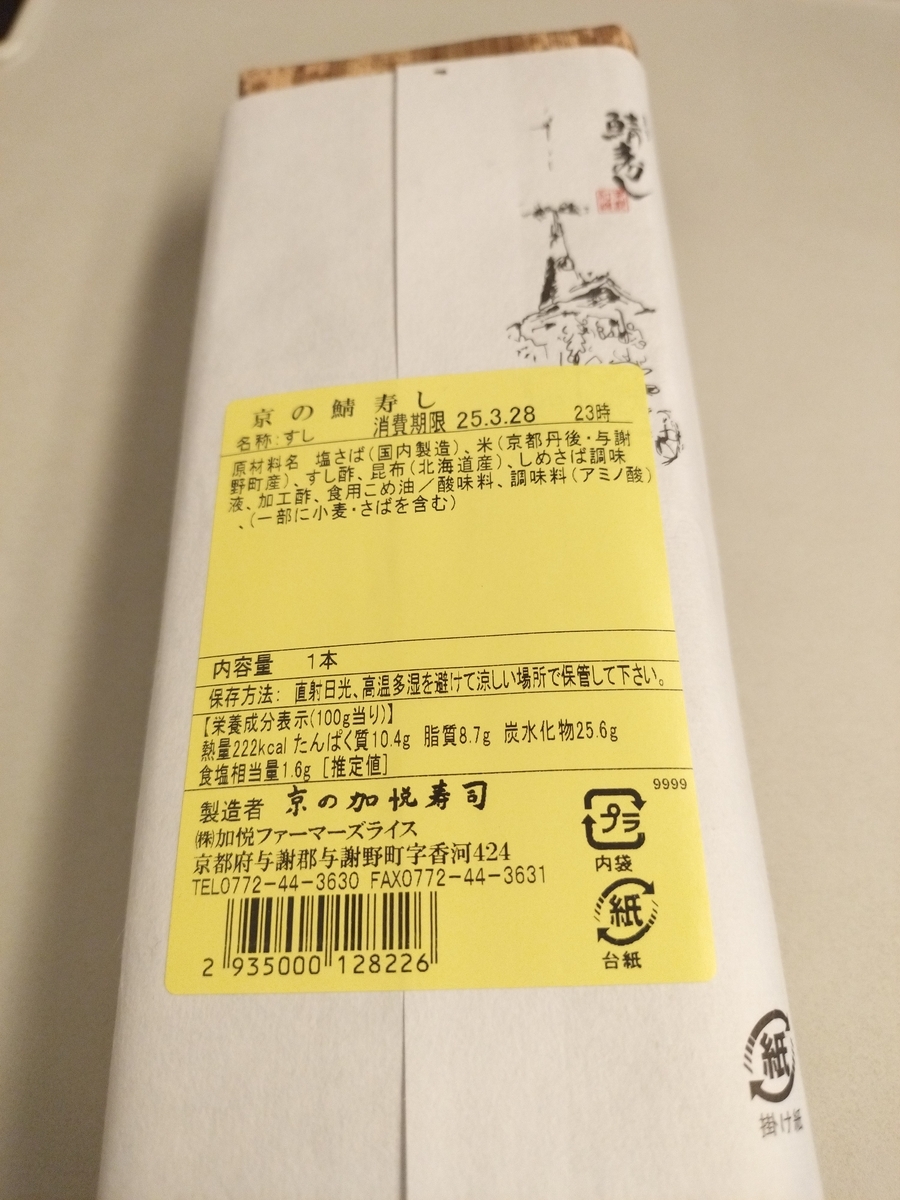 鯖寿し
京の鯖寿し
名称:すし 消費期限 25.3.28 23時
原材料名 塩さば(国内製造)、米(京都丹後・与謝
野町産)、すし酢、昆布(北海道産)、しめさば調味
液、加工酢、食用こめ油/酸味料、調味料(アミノ酸)
、(一部に小麦・さばを含む)
内容量 1本
保存方法: 直射日光、高温多湿を避けて涼しい場所で保管して下さい。
【栄養成分表示(100g当り)】
熱量222kcal たんぱく質10.4g 脂質8.7g 炭水化物25.6g
食塩相当量1.6g [推定値]
9999
製造者 京の加悦寿司
㈱加悦ファーマーズライス
京都府与謝郡与謝野町字香河424
TEL0772-44-3630 FAX0772-44-3631
プラ
内袋
紙
台紙
2 935000 128226
紙
掛け紙